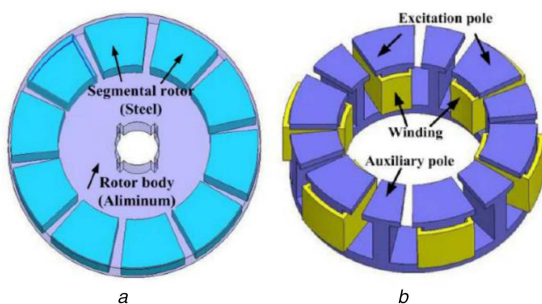 Segmental rotor
(Steel)
Rotor body
(Aliminum)
a
Excitation pole
Winding
Auxiliary pole
b